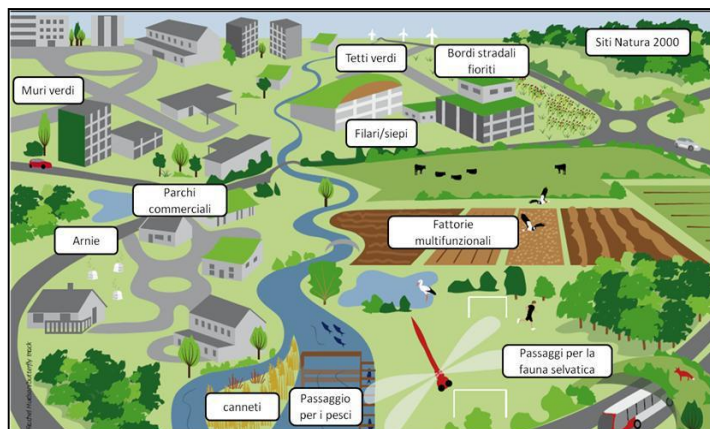 Siti Natura 2000
Bordi stradali
fioriti
Tetti verdi
Muri verdi
Filari/siepi
Parchi
commerciali
Fattorie
multifunzionali
Arnie
Passaggi per la
fauna selvatica
canneti
Passaggio
per i pesci